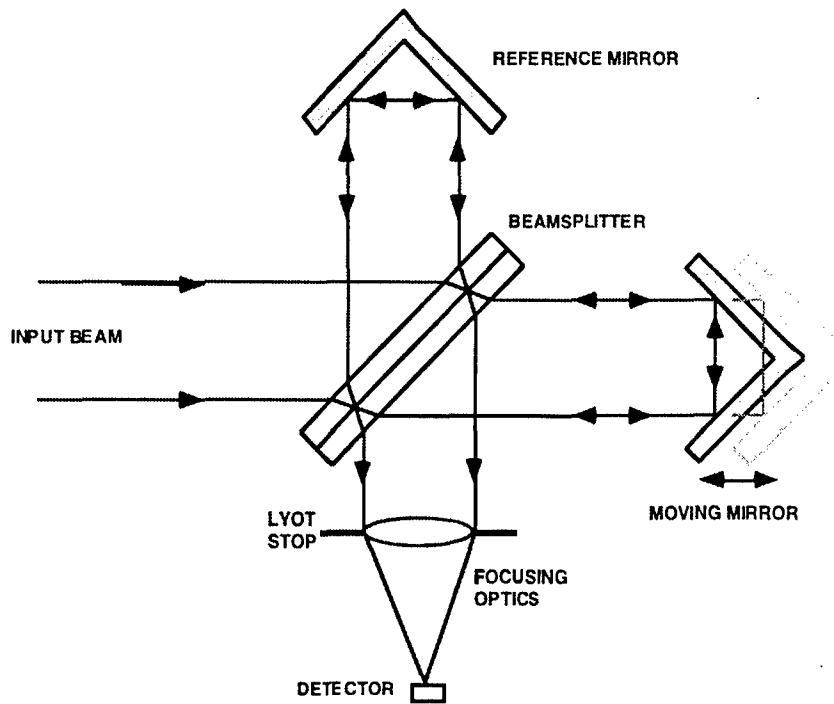 REFERENCE MIRROR
BEAMSPLITTER
INPUT BEAM
MOVING MIRROR
LYOT
STOP
FOCUSING
OPTICS
DETECTOR